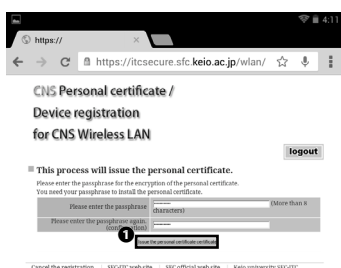 4:11
https://
https://itcsecure.sfc.keio.ac.jp/wlan/
CNS Personal certificate /
Device registration
for CNS Wireless LAN
logout
This process will issue the personal certificate.
Please enter the passphrase for the encryption of the personal certificate.
You need your passphrase to install the personal certificate.
Please enter the passphrase
(More than 8
characters)
Please enter the passphrase again.
(confirmation)
1
Issue the personal certificate certificate
Cancel the registration
SFC-ITC web site
SFC official web site
Keio university SFC-ITC